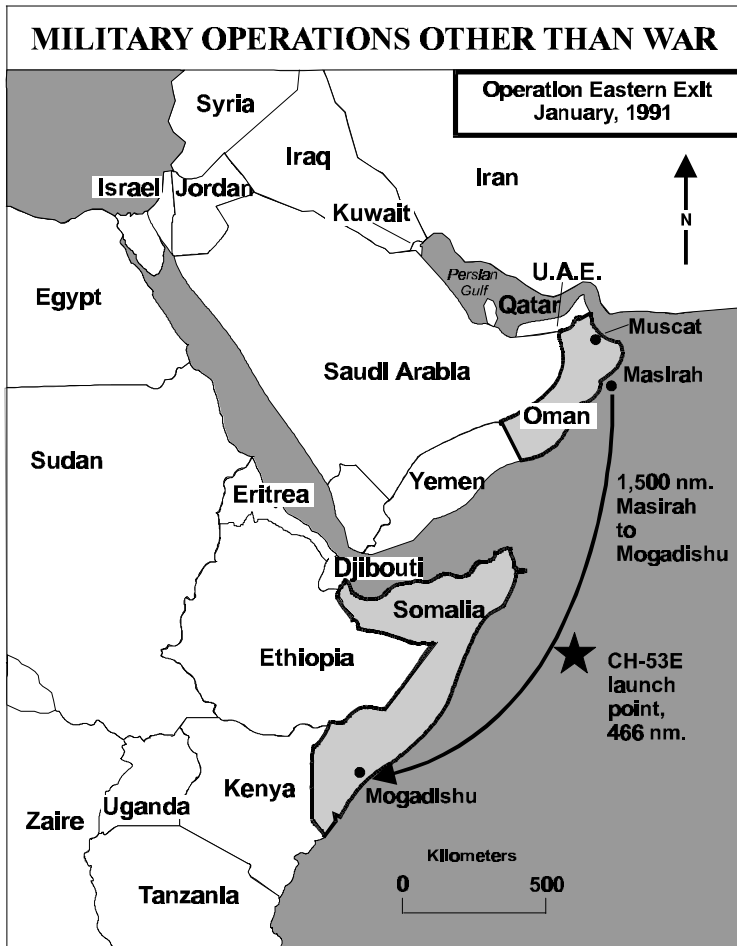 MILITARY OPERATIONS OTHER THAN WAR
Operation Eastern Exit
January, 1991
Syria
Iraq
Iran
Israel
Jordan
Kuwait
N
Persian
Gulf
U.A.E.
Qatar
Egypt
Muscat
Saudi Arabia
Masirah
Oman
Sudan
Yemen
Eritrea
1,500 nm.
Masirah
to
Mogadishu
Djibouti
Somalia
Ethiopia
CH-53E
launch
point,
466 nm.
Kenya
Mogadishu
Uganda
Zaire
Kilometers
0 500
Tanzania